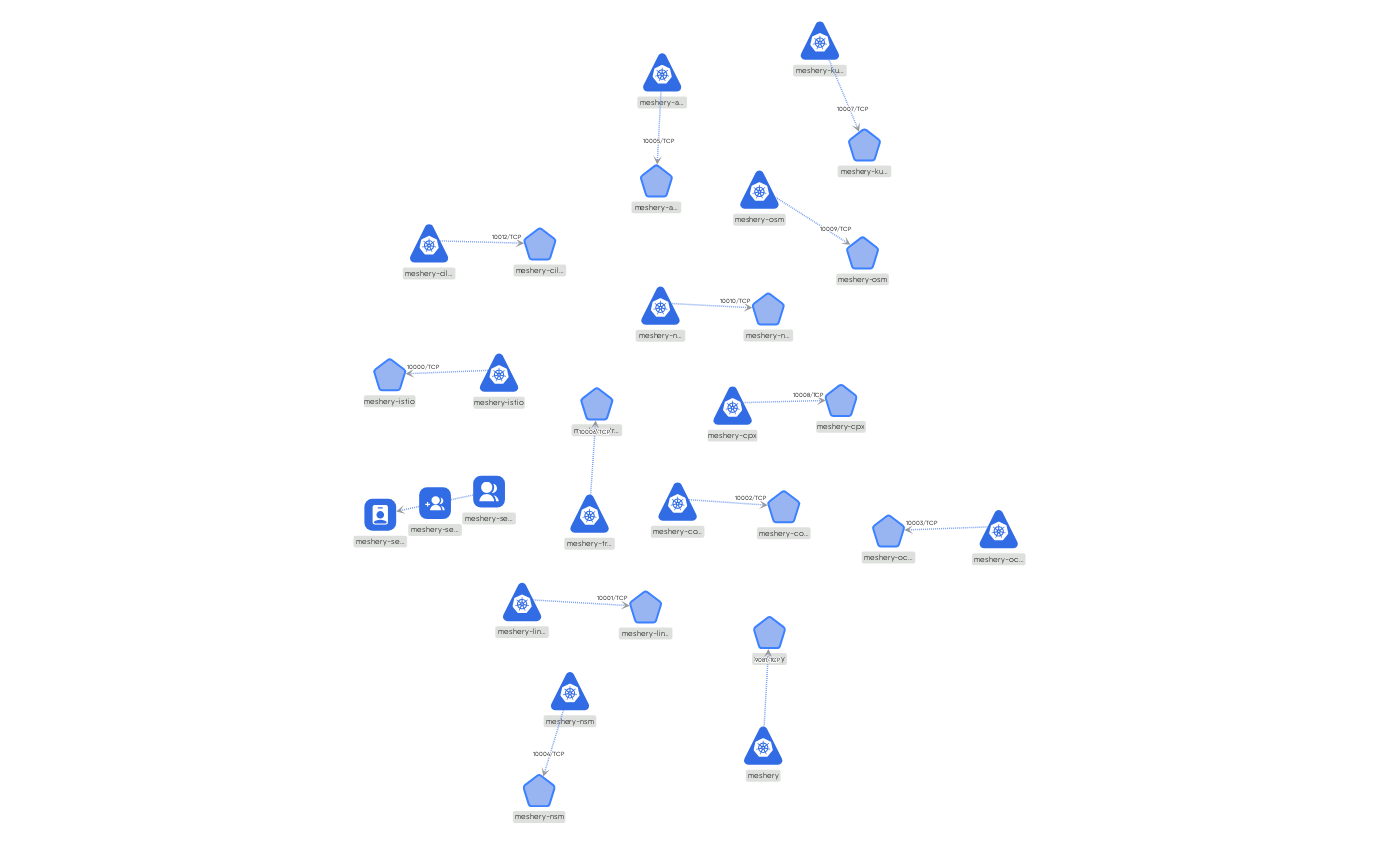 meshery-ku...
meshery-a...
10007/TCP
10005/TCP
meshery-ku...
meshery-a...
meshery-osm
10009/TCP
10012/TCP
meshery-cil...
meshery-cil...
meshery-osm
10010/TCP
meshery-n...
meshery-n...
10000/TCP
meshery-istio
meshery-istio
10008/TCP
meshery-cpx
meshery-cpx
10006/TCP
meshery-se...
meshery-se...
meshery-se...
meshery-tr...
10002/TCP
meshery-co...
meshery-co...
10003/TCP
meshery-oc...
meshery-oc...
10001/TCP
meshery-lin...
meshery-lin...
meshery-nsm
10004/TCP
meshery-nsm
meshery